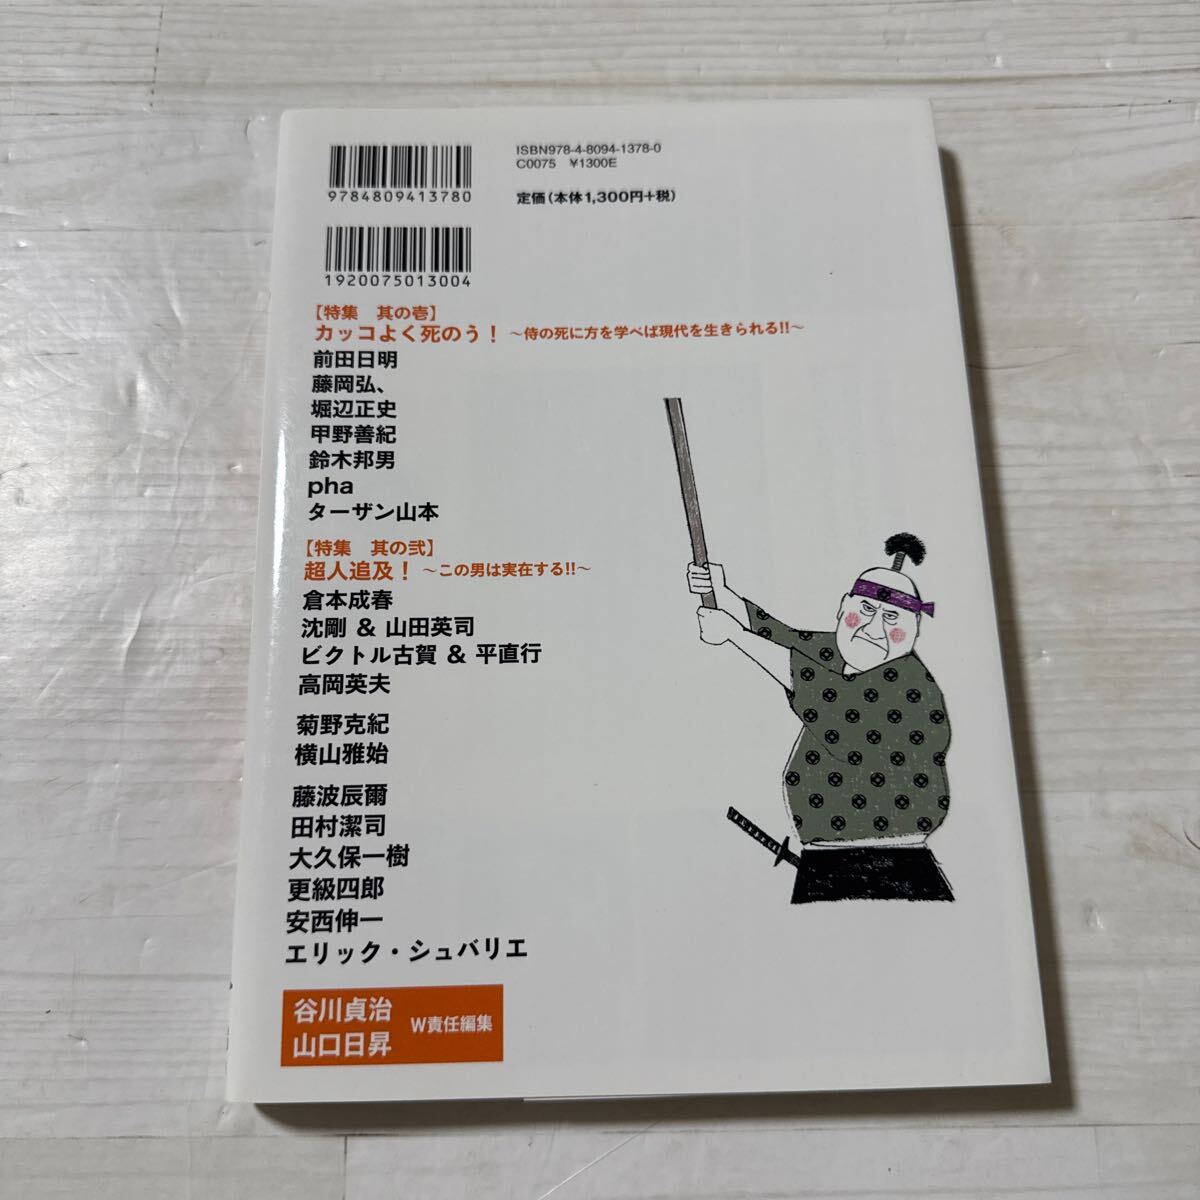 ISBN978-4-8094-1378-0
C0075 ¥1300E
9784809413780
定価(本体1,300円+税)
1920075013004
【特集 其の壱】
カッコよく死のう! ～侍の死に方を学べば現代を生きられる!!～
前田日明
藤岡弘、
堀辺正史
甲野善紀
鈴木邦男
pha
ターザン山本
【特集 其の弐】
超人追及! ～この男は実在する!!～
倉本成春
沈剛 & 山田英司
ビクトル古賀 & 平直行
高岡英夫
菊野克紀
横山雅始
藤波辰爾
田村潔司
大久保一樹
更級四郎
安西伸一
エリック・シュバリエ
谷川貞治
山口日昇
W責任編集